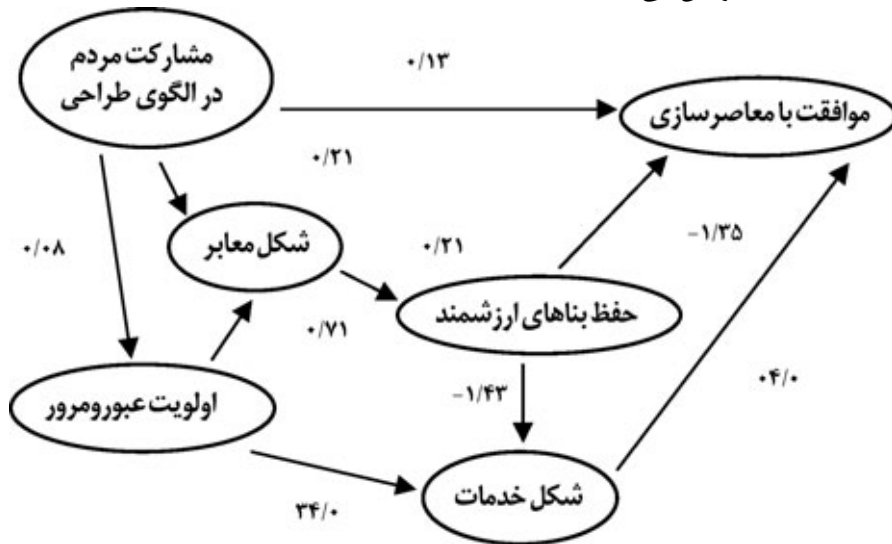 مشارکت مردم
در الگوی طراحی
۰/۱۳
موافقت با معاصرسازی
۰/۲۱
شکل معابر
۰/۰۸
۰/۲۱
-۱/۳۵
حفظ بناهای ارزشمند
۰/۷۱
اولویت عبورومرور
-۱/۴۳
۰۴/۰
شکل خدمات
۳۴/۰